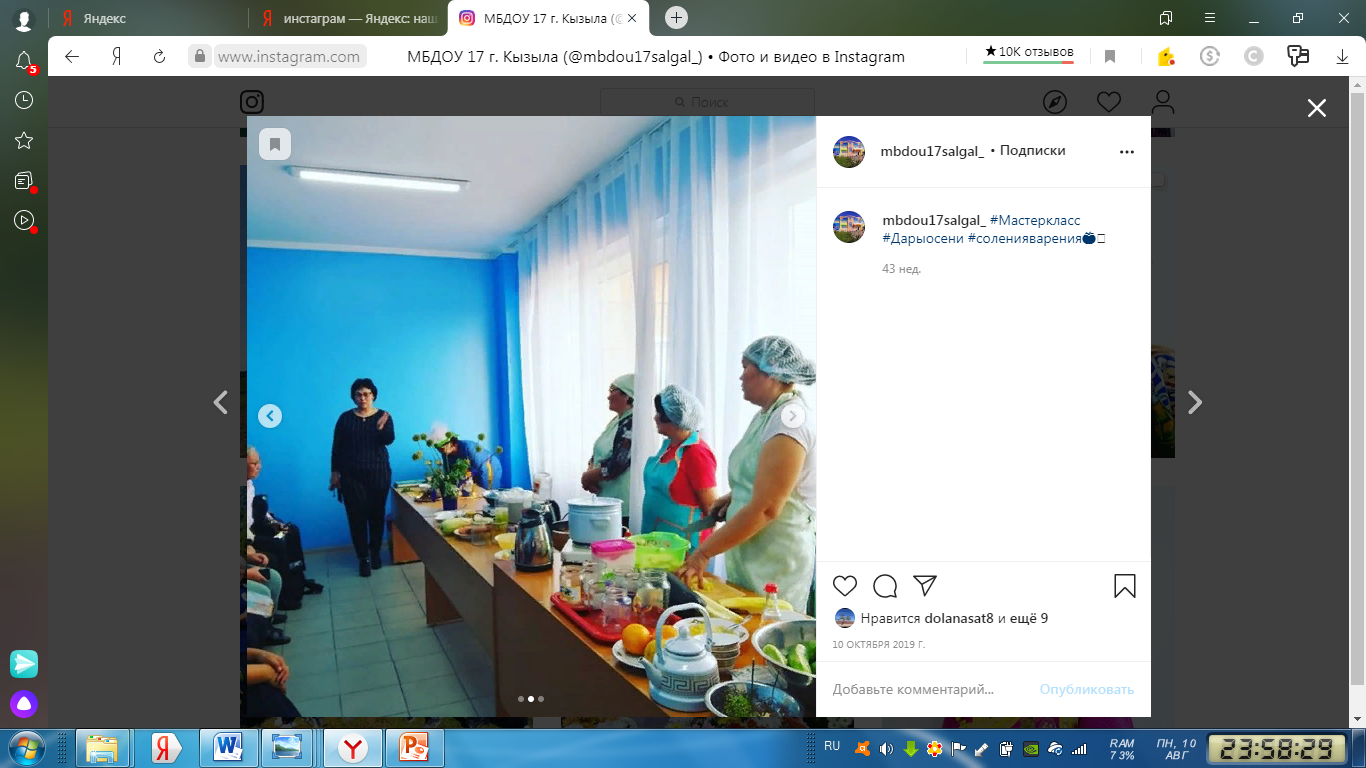 Яндекс
инстаграм — Яндекс: наш
МБДОУ 17 г. Кызыла (@
www.instagram.com
МБДОУ 17 г. Кызыла (@mbdou17salgal_) • Фото и видео в Instagram
★10K отзывов
5
Поиск
mbdou17salgal_ • Подписки
mbdou17salgal_ #Мастеркласс
#Дарыосени #соленияварения
43 нед.
Нравится dolanasat8 и ещё 9
10 ОКТЯБРЯ 2019 Г.
Добавьте комментарий...
Опубликовать
RU
RAM
73%
ПН, 10
АВГ
23:58:29